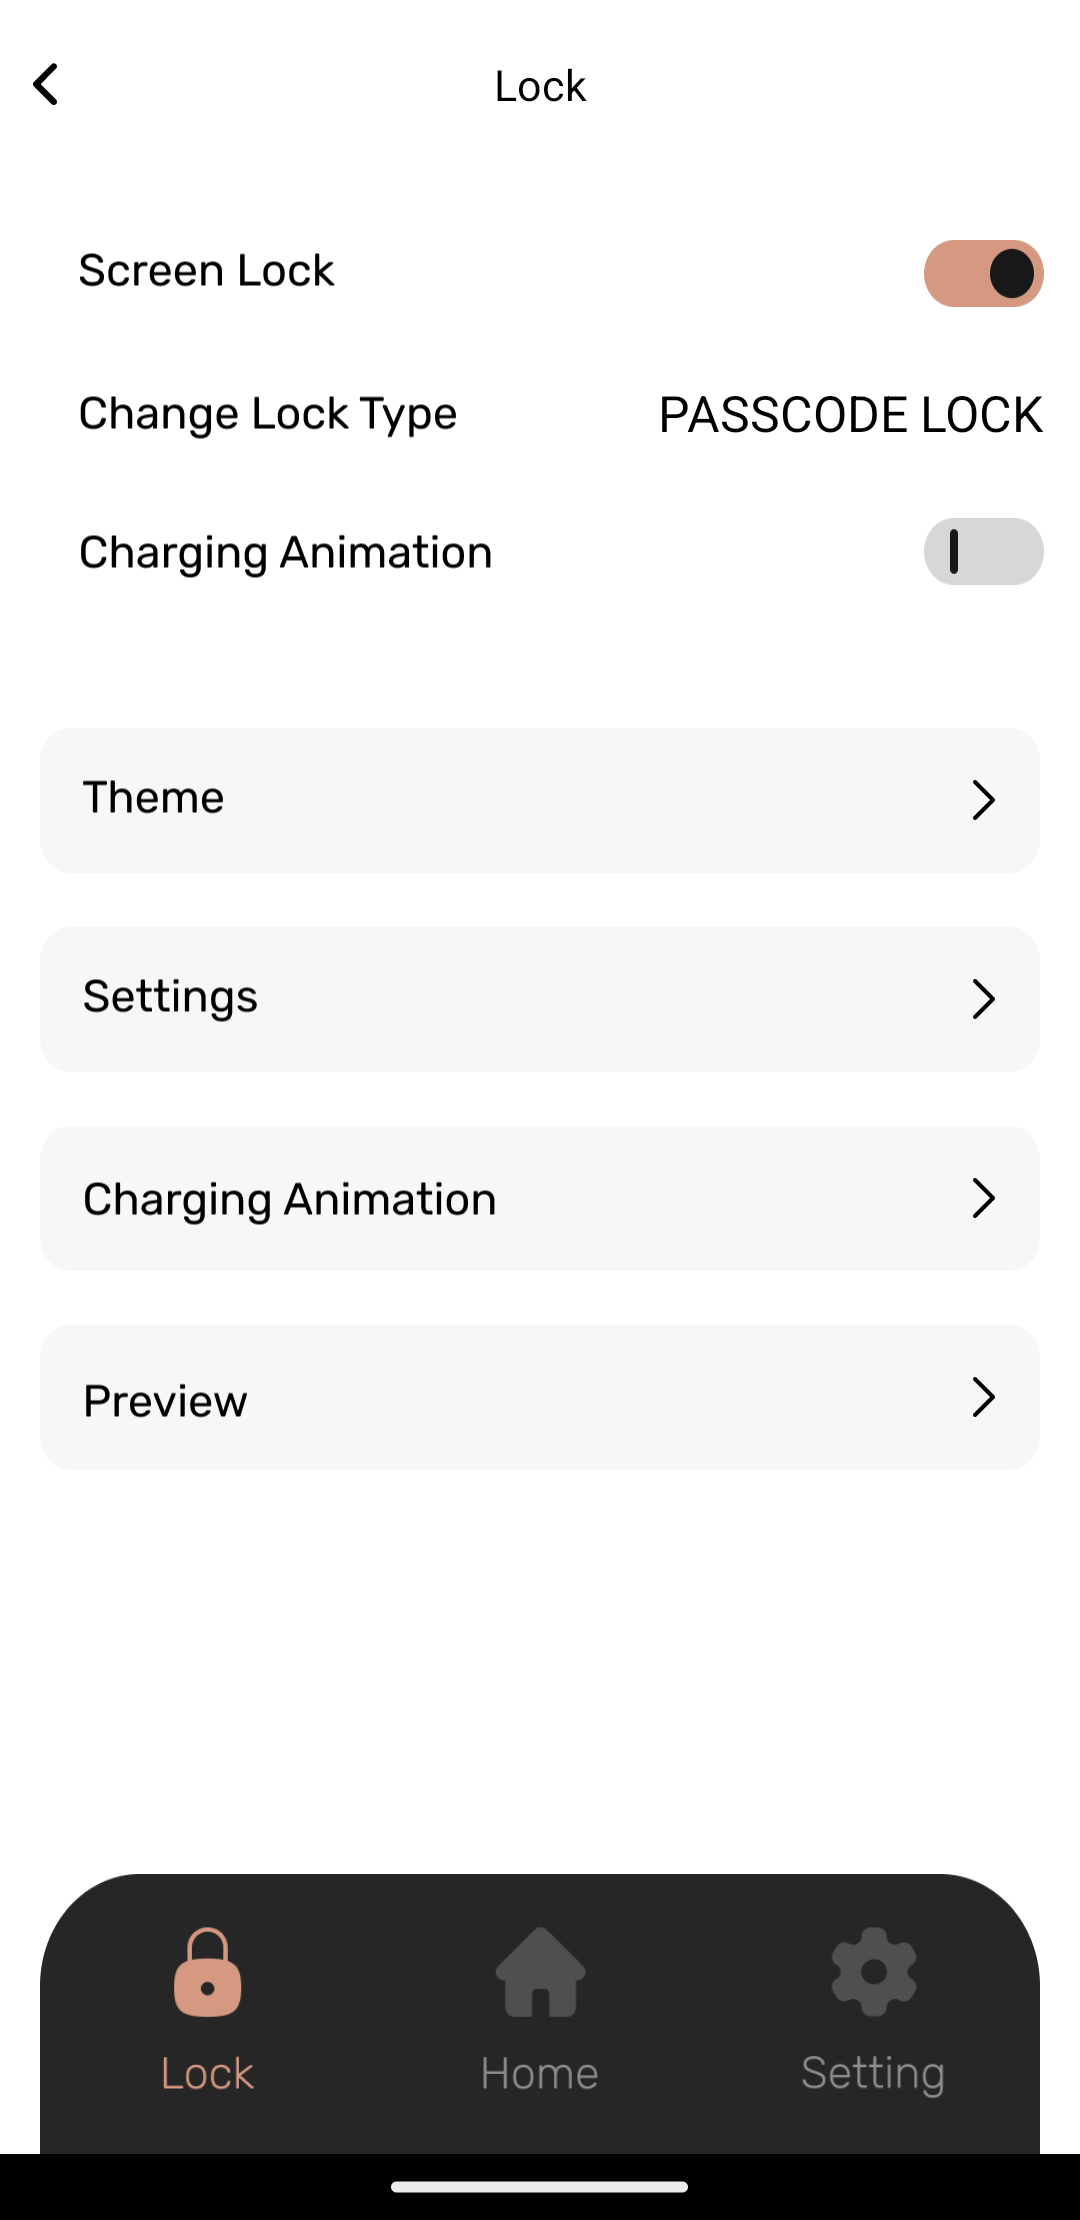 Lock
Screen Lock
Change Lock Type PASSCODE LOCK
Charging Animation
Theme
Settings
Charging Animation
Preview
Lock Home Setting